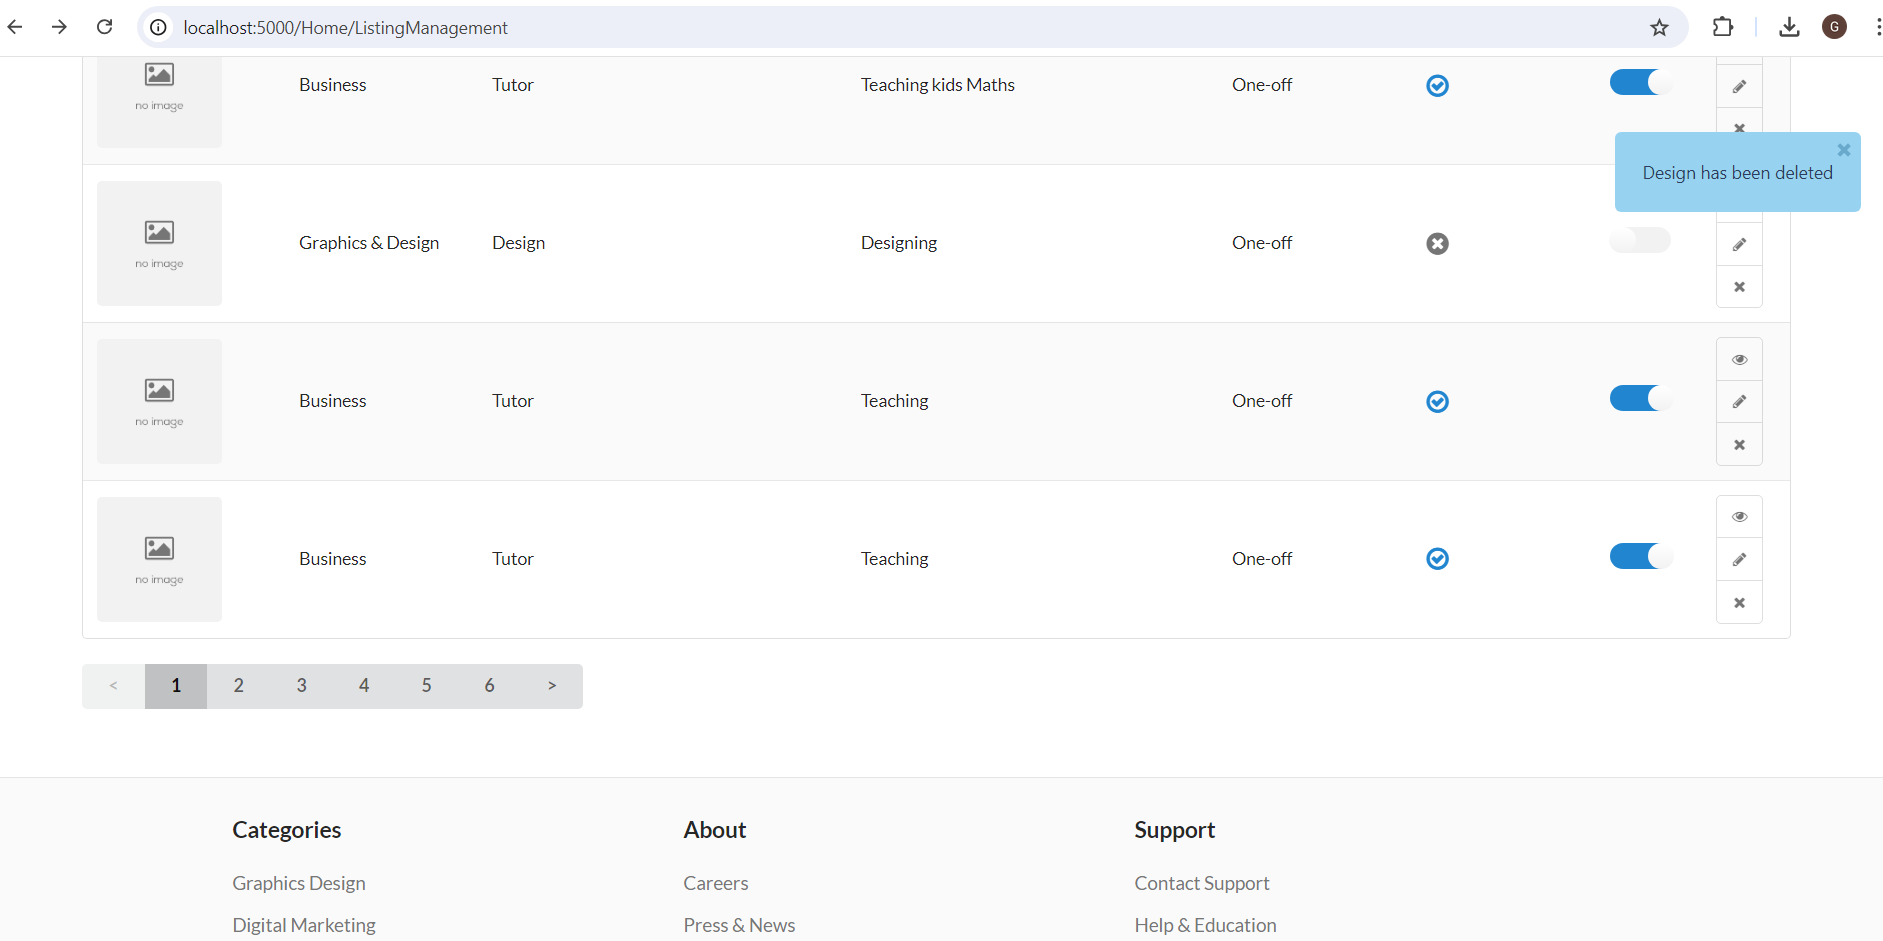 localhost:5000/Home/ListingManagement
G
no image Business Tutor Teaching kids Maths One-off
Design has been deleted
no image Graphics & Design Design Designing One-off
no image Business Tutor Teaching One-off
no image Business Tutor Teaching One-off
< 1 2 3 4 5 6 >
Categories About Support
Graphics Design Careers Contact Support
Digital Marketing Press & News Help & Education